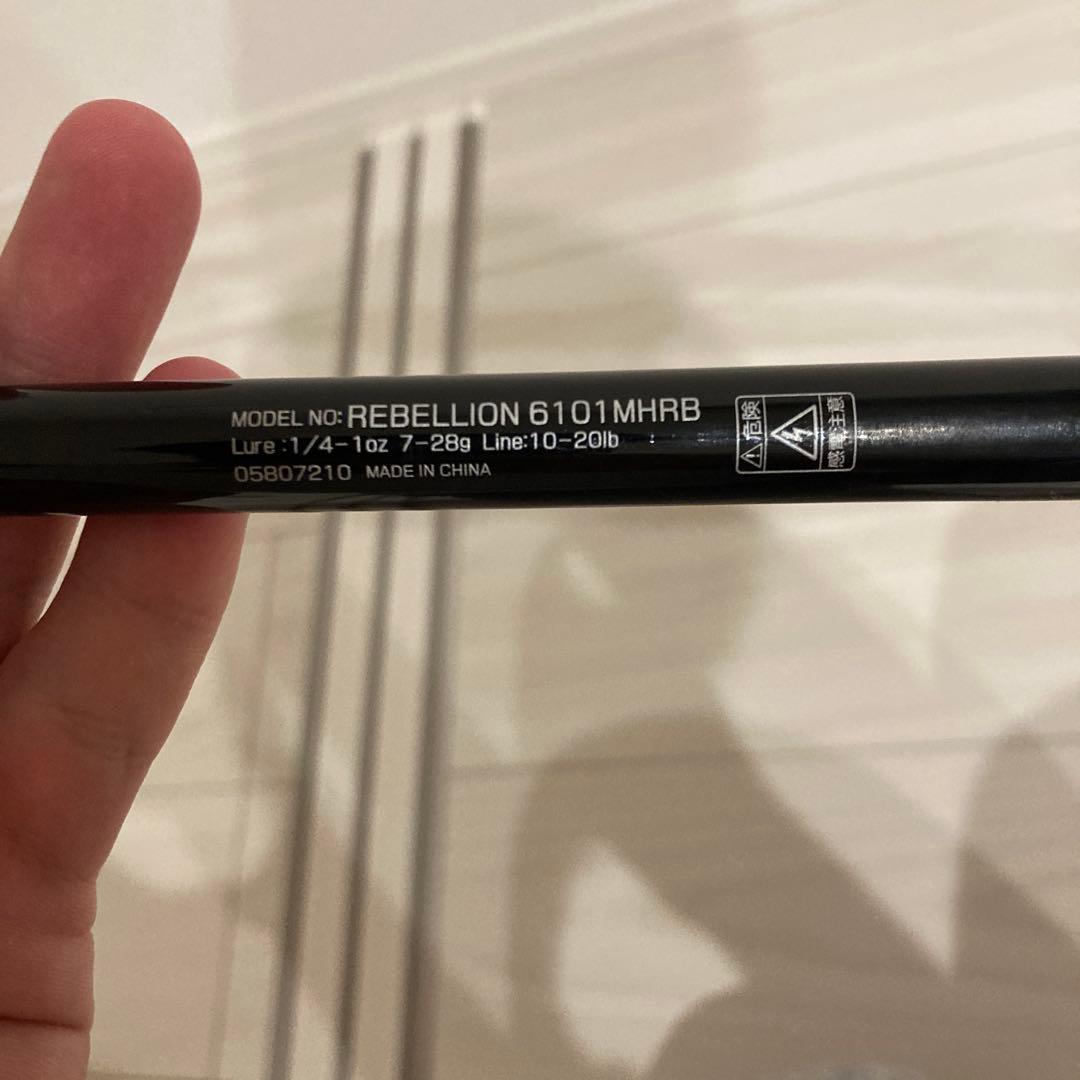 MODEL NO: REBELLION 6101MHRB
Lure :1/4-1oz 7-28g Line:10-20lb
05807210 MADE IN CHINA
危険
感電注意